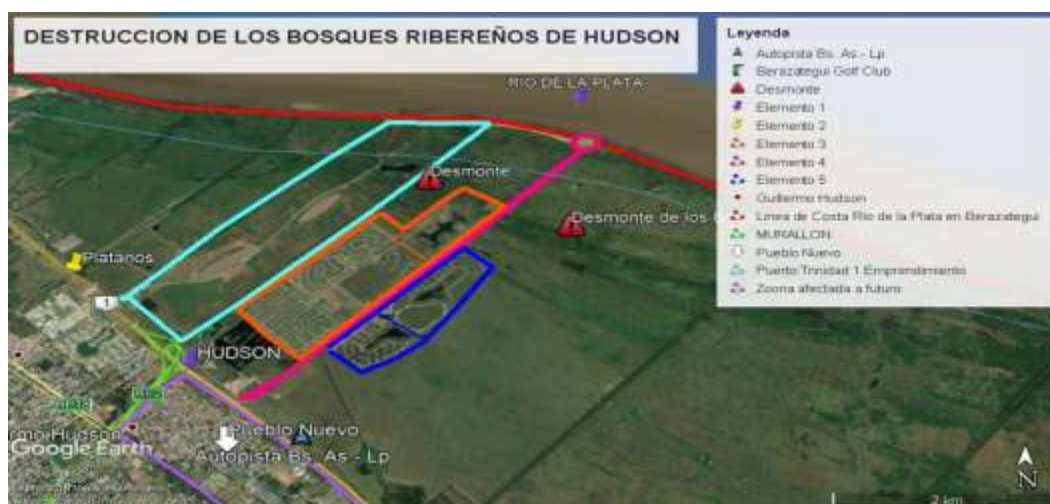 DESTRUCCION DE LOS BOSQUES RIBEREÑOS DE HUDSON
Leyenda
Autopista Bs. As - Lp
Berazategui Golf Club
Desmonte
Elemento 1
Elemento 2
Elemento 3
Elemento 4
Elemento 5
Guillermo Hudson
Linea de Costa Rio de la Plata en Berazategui
MURALLON
Pueblo Nuevo
Puerto Trinidad 1 Emprendimiento
Zoona afectada a futuro
RIO DE LA PLATA
Desmonte
Desmonte de los
Platanos
1
HUDSON
Pueblo Nuevo
rmo Hudson
Autopista Bs. As - Lp
Google Earth
N
2 km